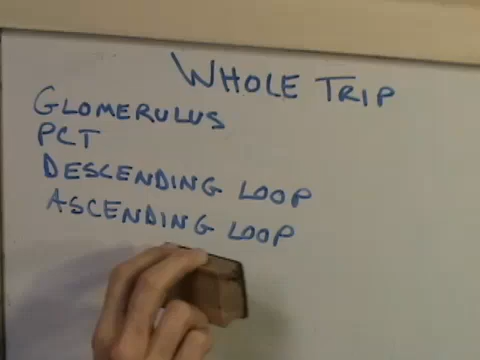 WHOLE TRIP
GLOMERULUS
PCT
DESCENDING LOOP
ASCENDING LOOP